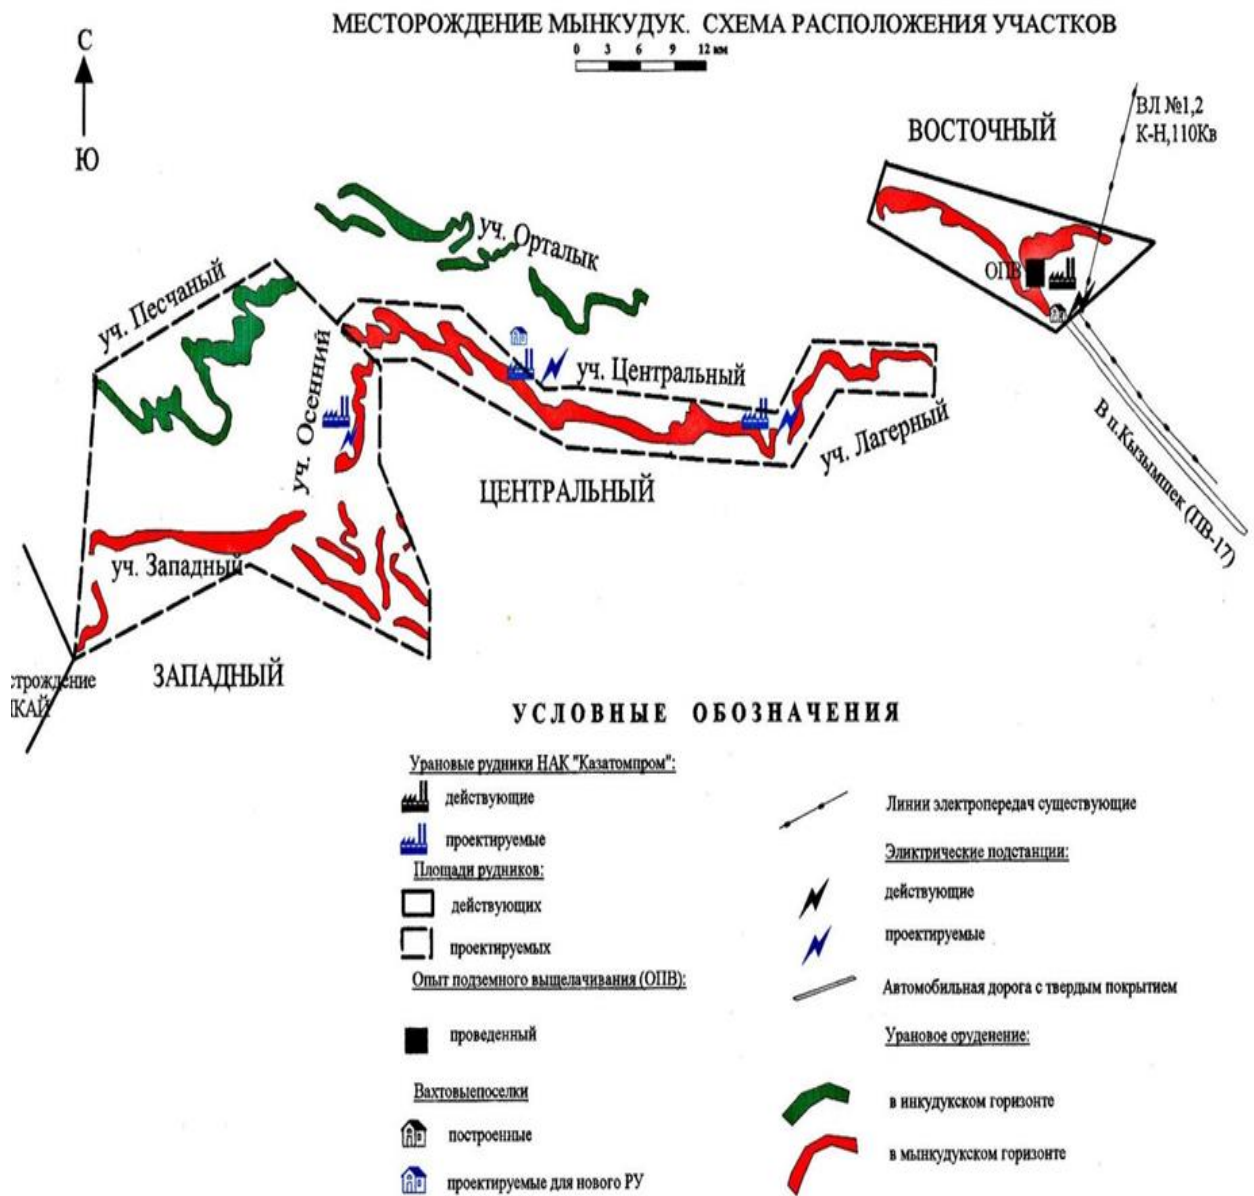 МЕСТОРОЖДЕНИЕ МЫНКУДУК. СХЕМА РАСПОЛОЖЕНИЯ УЧАСТКОВ
0 3 6 9 12 км
С
Ю
ВЛ №1,2
К-Н,110Кв
ВОСТОЧНЫЙ
уч. Орталык
уч. Песчаный
ОПВ
уч. Осенний
уч. Центральный
уч. Лагерный
ЦЕНТРАЛЬНЫЙ
В п.Кызымшек (ПВ-17)
уч. Западный
ЗАПАДНЫЙ
строждение
КАЙ
УСЛОВНЫЕ ОБОЗНАЧЕНИЯ
Урановые рудники НАК "Казатомпром":
действующие
проектируемые
Площади рудников:
действующих
проектируемых
Опыт подземного выщелачивания (ОПВ):
проведенный
Вахтовыепоселки
построенные
проектируемые для нового РУ
Линии электропередач существующие
Эликтрические подстанции:
действующие
проектируемые
Автомобильная дорога с твердым покрытием
Урановое оруденение:
в инкудукском горизонте
в мынкудукском горизонте